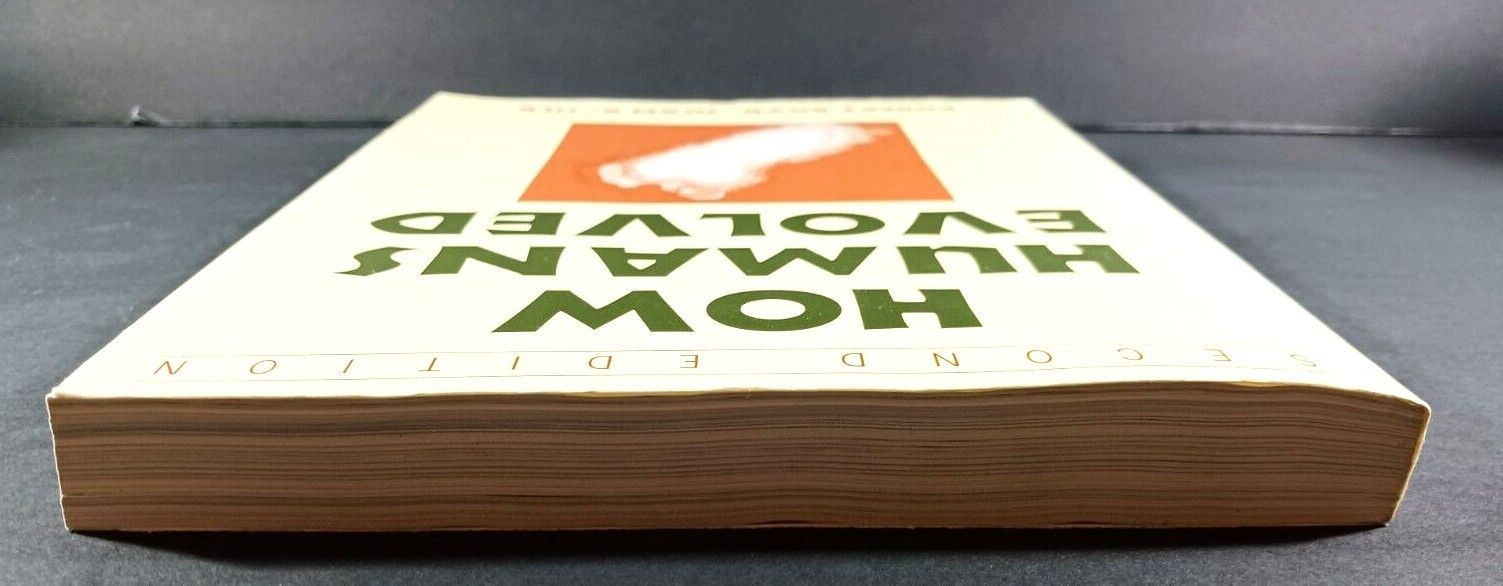 SECOND EDITION
HOW
HUMANS
EVOLVED